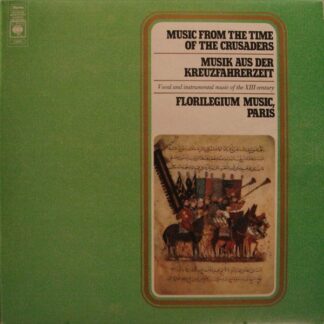 MUSIC FROM THE TIME
OF THE CRUSADERS
MUSIK AUS DER
KREUZFAHRERZEIT
Vocal and instrumental music of the XIII century
FLORILEGIUM MUSIC,
PARIS